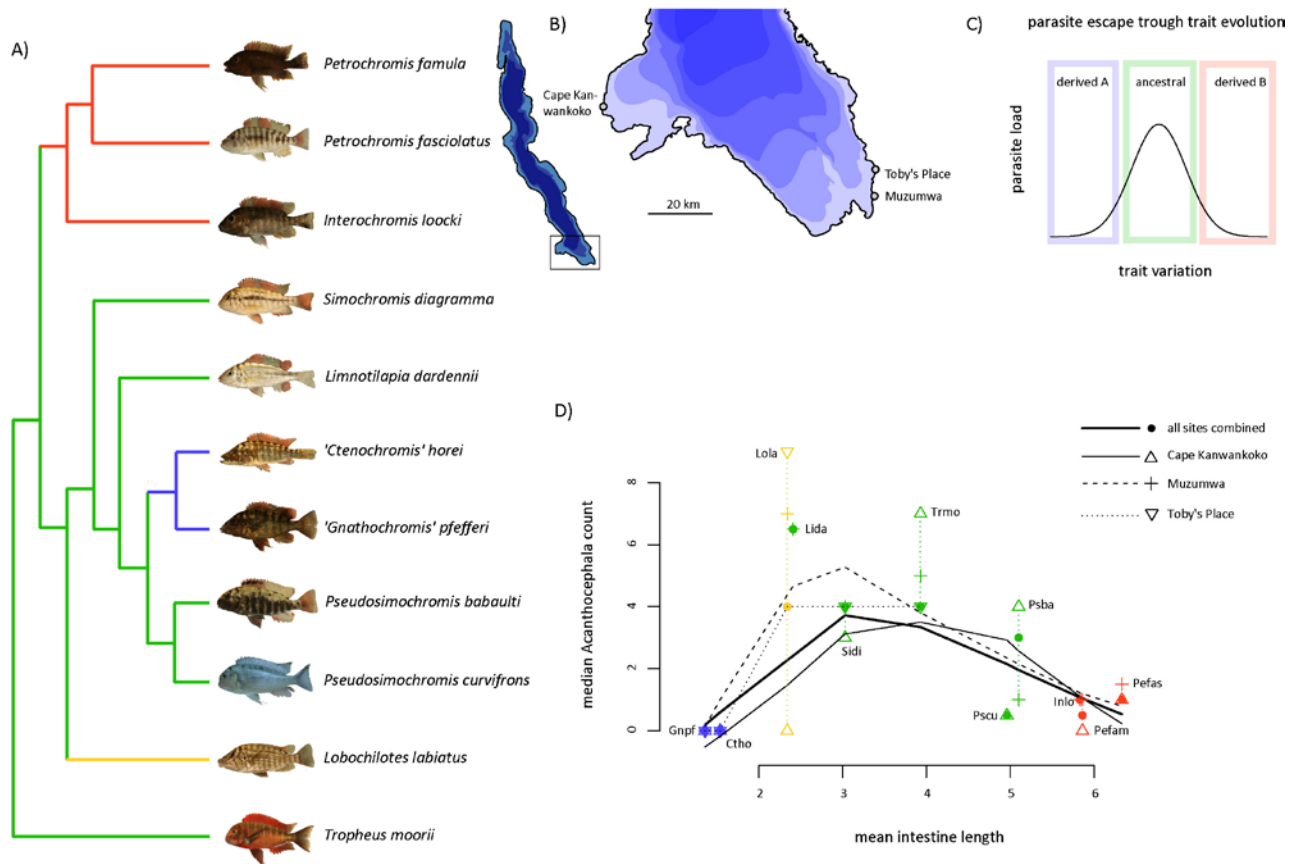 A)
Petrochromis famula
Petrochromis fasciolatus
Interochromis loocki
Simochromis diagramma
Limnotilapia dardennii
'Ctenochromis' horei
'Gnathochromis' pfefferi
Pseudosimochromis babaulti
Pseudosimochromis curvifrons
Lobochilotes labiatus
Tropheus moorii
B)
Cape Kan-
wankoko
Toby's Place
Muzumwa
20 km
C)
parasite escape trough trait evolution
derived A
ancestral
derived B
parasite load
trait variation
D)
all sites combined
Cape Kanwankoko
Muzumwa
Toby's Place
median Acanthocephala count
8
6
4
2
0
Lola
Lida
Trmo
Sidi
Psba
Pscu
Inlo
Pefas
Pefam
Gnpf
Ctho
2
3
4
5
6
mean intestine length